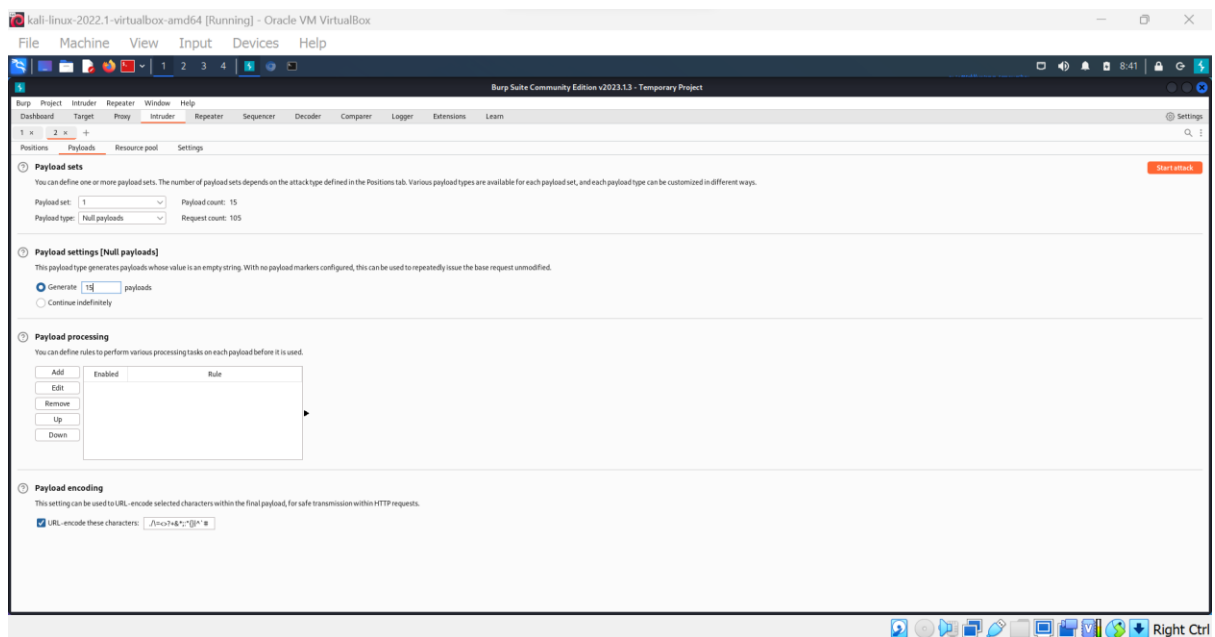 kali-linux-2022.1-virtualbox-amd64 [Running] - Oracle VM VirtualBox
File Machine View Input Devices Help
1 2 3 4 8:41
Burp Suite Community Edition v2023.1.3 - Temporary Project
Burp Project Intruder Repeater Window Help
Dashboard Target Proxy Intruder Repeater Sequencer Decoder Comparer Logger Extensions Learn Settings
1 × 2 × +
Positions Payloads Resource pool Settings
Payload sets Start attack
You can define one or more payload sets. The number of payload sets depends on the attack type defined in the Positions tab. Various payload types are available for each payload set, and each payload type can be customized in different ways.
Payload set: 1 Payload count: 15
Payload type: Null payloads Request count: 105
Payload settings [Null payloads]
This payload type generates payloads whose value is an empty string. With no payload markers configured, this can be used to repeatedly issue the base request unmodified.
Generate 15 payloads
Continue indefinitely
Payload processing
You can define rules to perform various processing tasks on each payload before it is used.
Add Enabled Rule
Edit
Remove
Up
Down
Payload encoding
This setting can be used to URL-encode selected characters within the final payload, for safe transmission within HTTP requests.
URL-encode these characters:
Right Ctrl